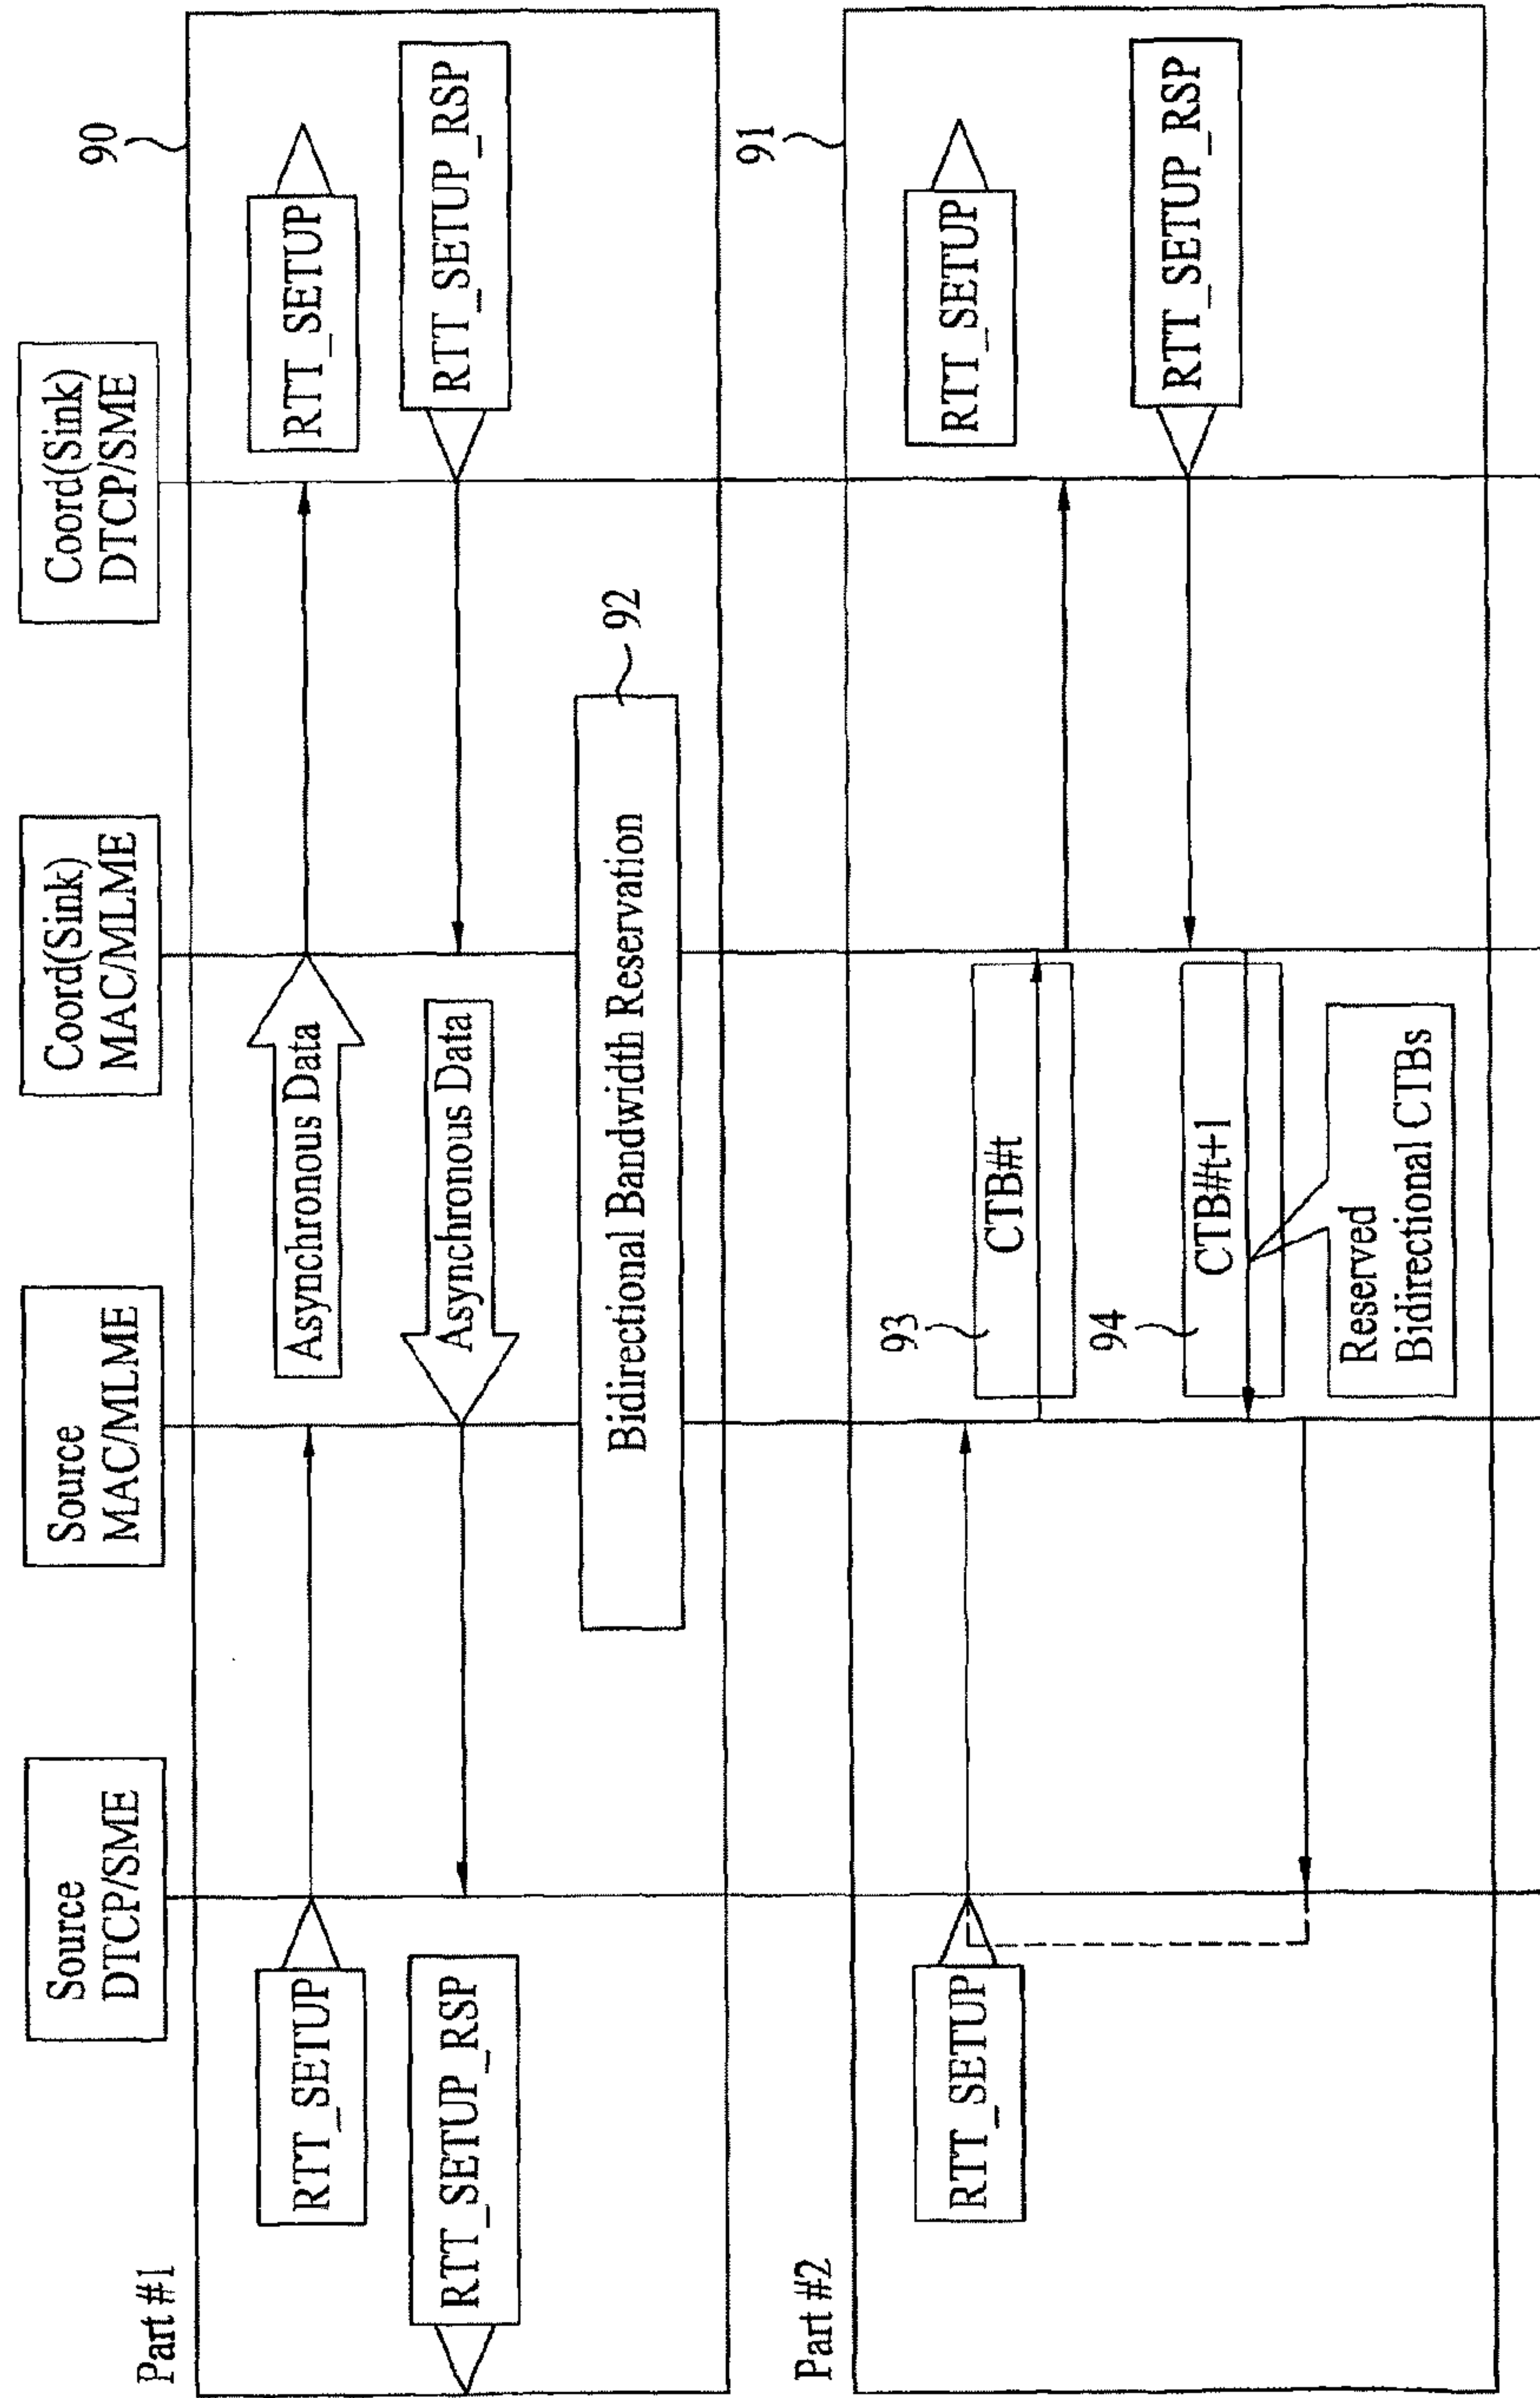 Source
DTCP/SME
Source
MAC/MLME
Coord(Sink)
MAC/MLME
Coord(Sink)
DTCP/SME
Part #1
90
RTT_SETUP
Asynchronous Data
RTT_SETUP
RTT_SETUP_RSP
Asynchronous Data
RTT_SETUP_RSP
Bidirectional Bandwidth Reservation
92
Part #2
91
RTT_SETUP
RTT_SETUP
93
CTB#t
RTT_SETUP_RSP
94
CTB#t+1
Reserved
Bidirectional CTBs